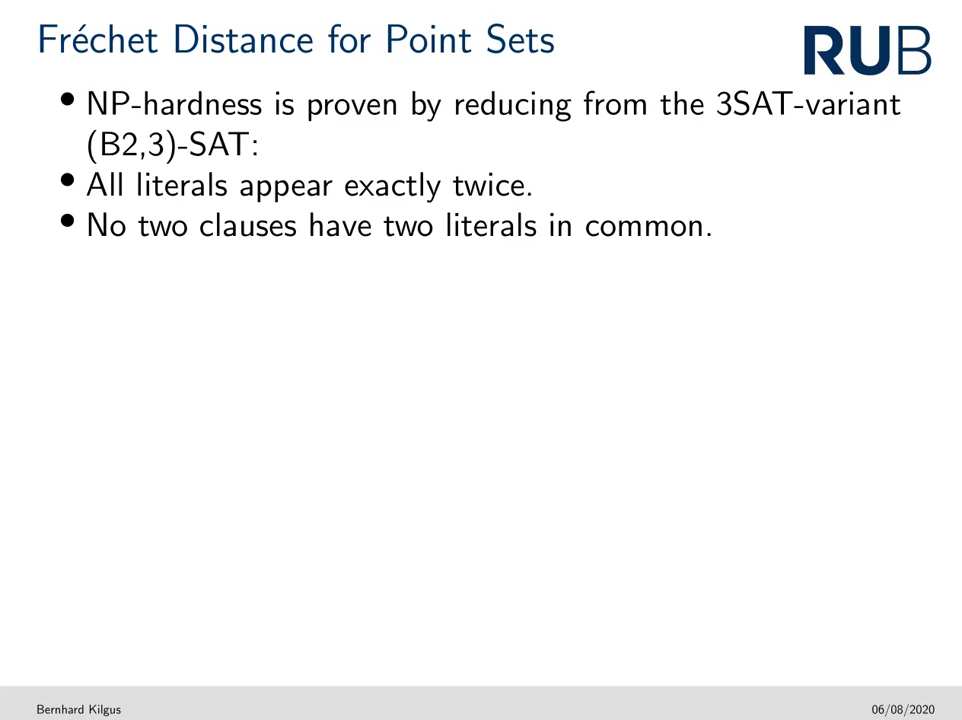 Fréchet Distance for Point Sets
RUB
• NP-hardness is proven by reducing from the 3SAT-variant
(B2,3)-SAT:
• All literals appear exactly twice.
• No two clauses have two literals in common.
Bernhard Kilgus
06/08/2020